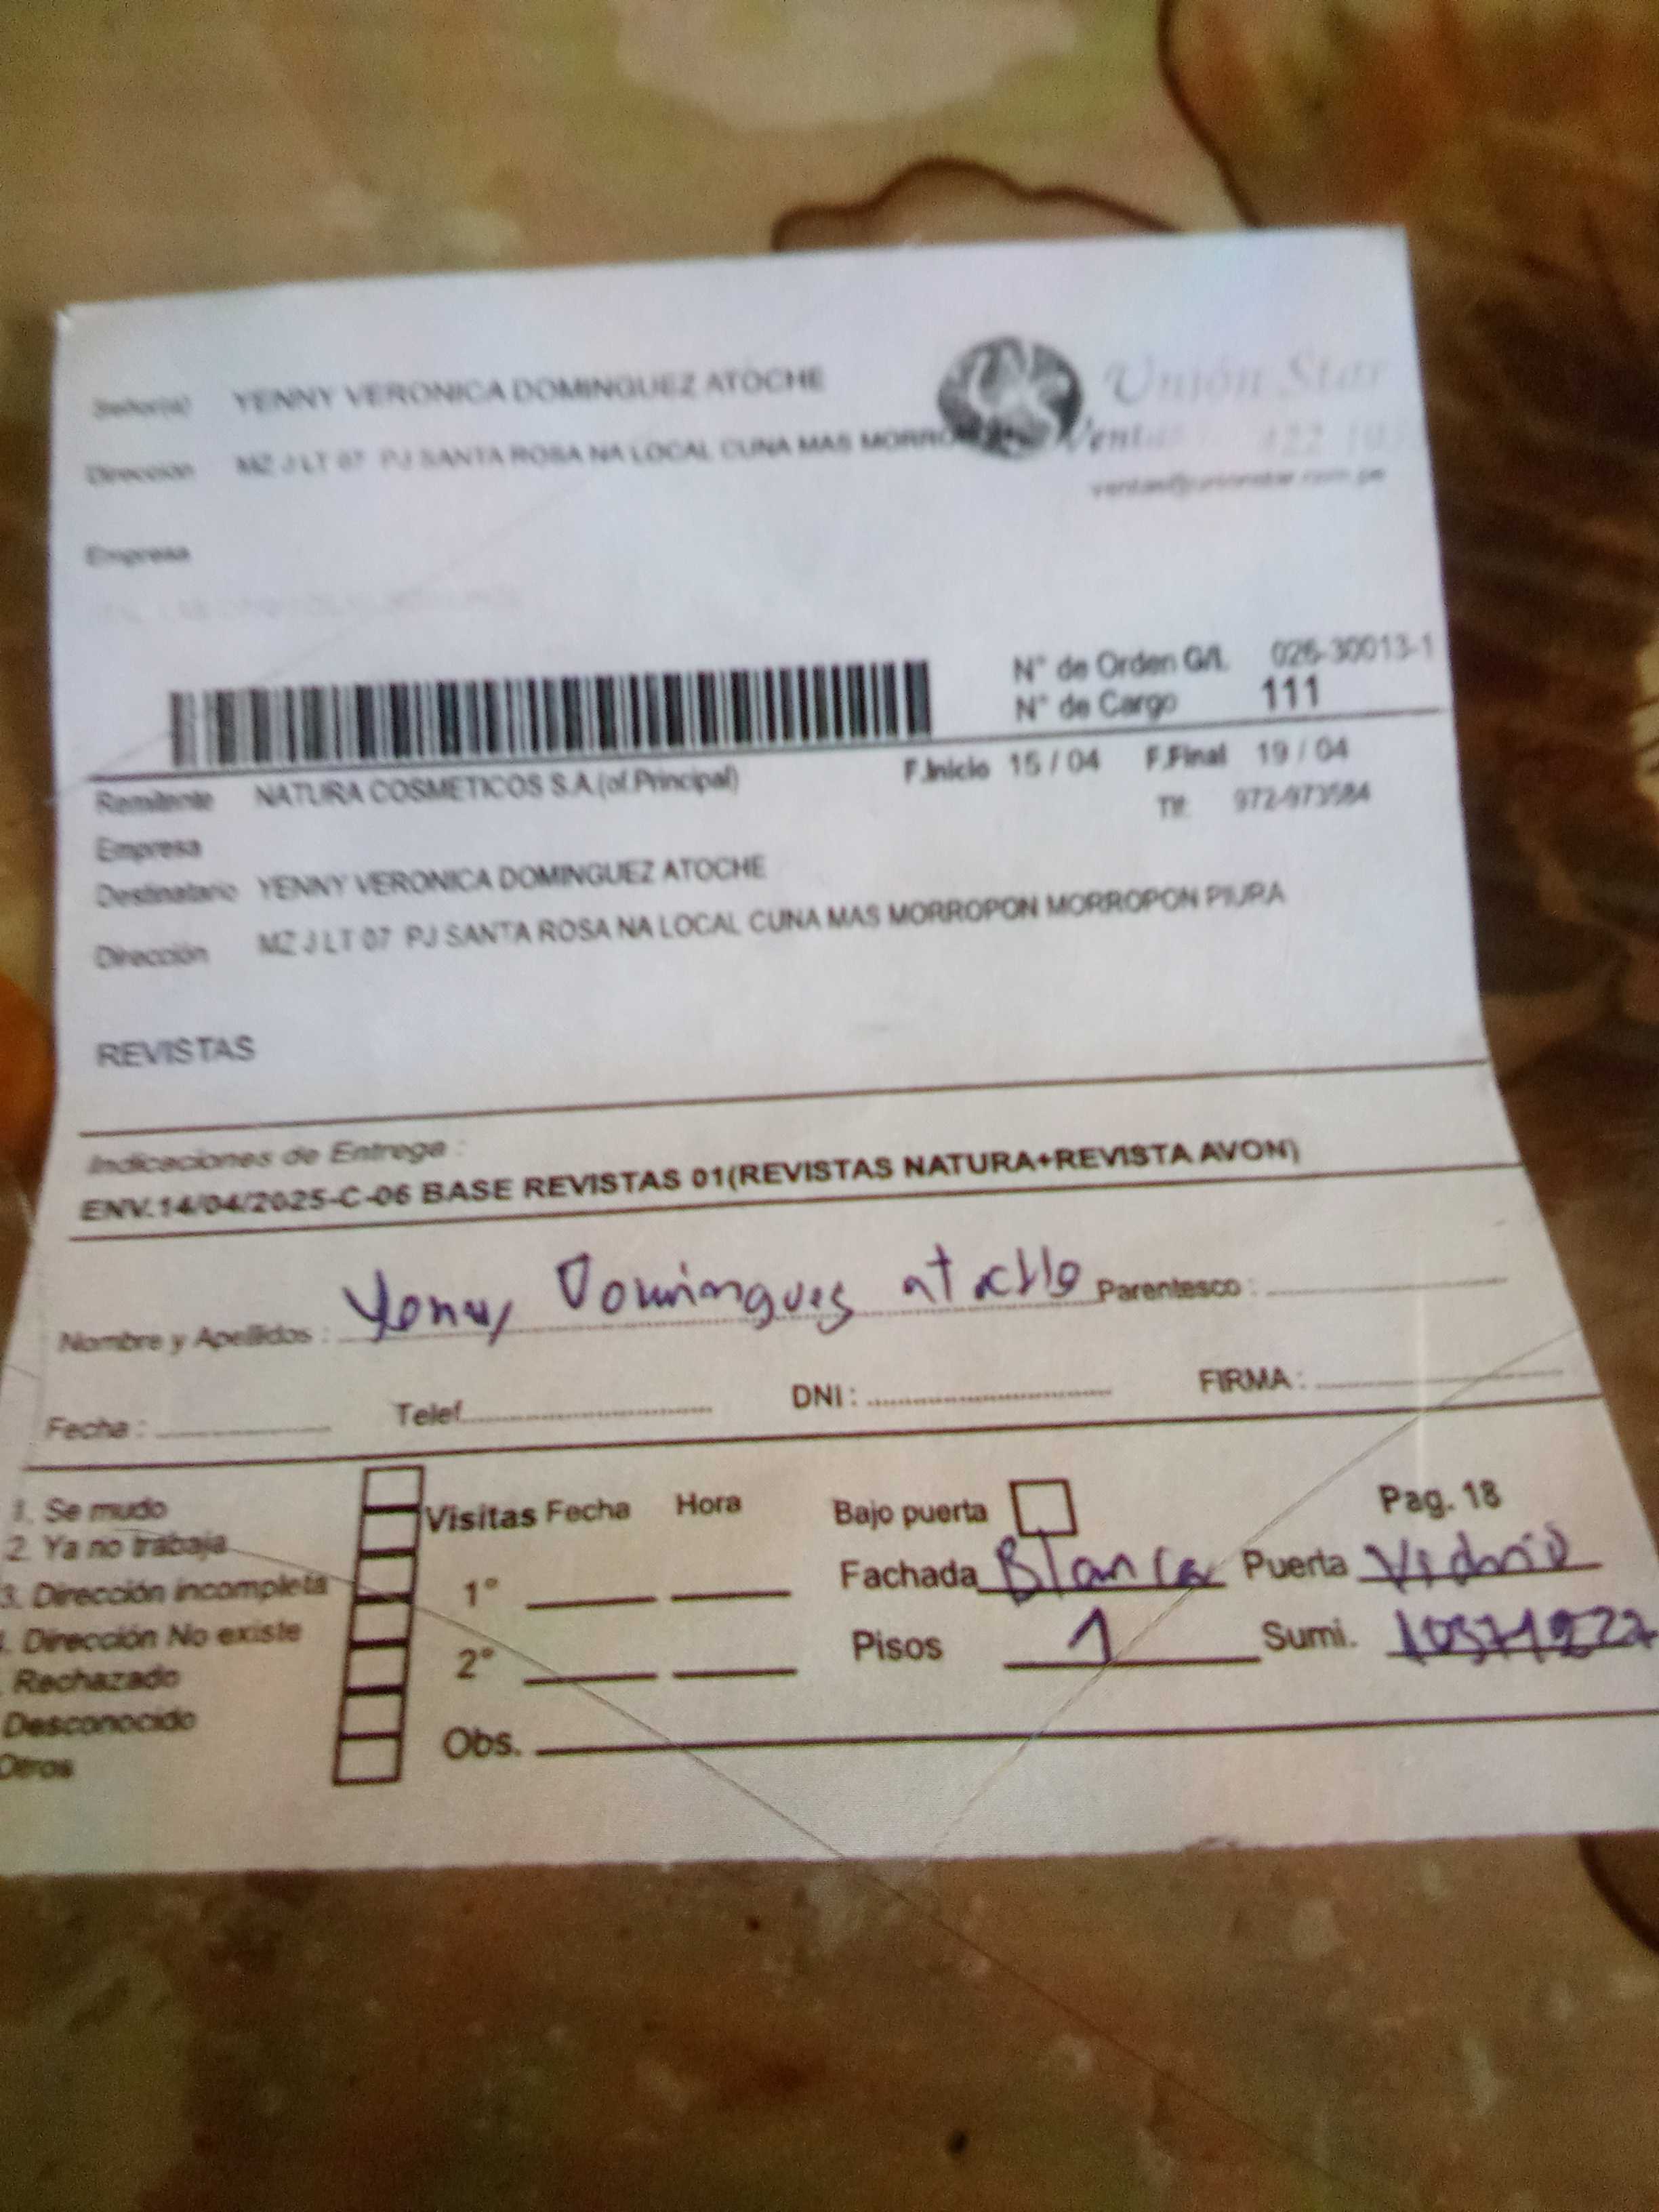 Señor(a) YENNY VERONICA DOMINGUEZ ATOCHE
Unión Star
Dirección MZ J LT 07 PJ SANTA ROSA NA LOCAL CUNA MAS
ventas@unionstar.com.pe
Empresa
N° de Orden G/L 026-30013-1
N° de Cargo 111
Remitente NATURA COSMETICOS S.A.(of.Principal) F.Inicio 15 / 04 F.Final 19 / 04
Tlf. 972-973584
Empresa
Destinatario YENNY VERONICA DOMINGUEZ ATOCHE
Dirección MZ J LT 07 PJ SANTA ROSA NA LOCAL CUNA MAS MORROPON MORROPON PIURA
REVISTAS
Indicaciones de Entrega :
ENV.14/04/2025-C-06 BASE REVISTAS 01(REVISTAS NATURA+REVISTA AVON)
Nombre y Apellidos : Yenny Domingues Parentesco :
Fecha : Telef. DNI : FIRMA :
1. Se mudo
2. Ya no trabaja
3. Dirección incompleta
. Dirección No existe
Rechazado
Desconocido
Otros
Visitas Fecha Hora
1°
2°
Obs.
Bajo puerta Pag. 18
Fachada Blanca Puerta Vidrio
Pisos 1 Sumi.